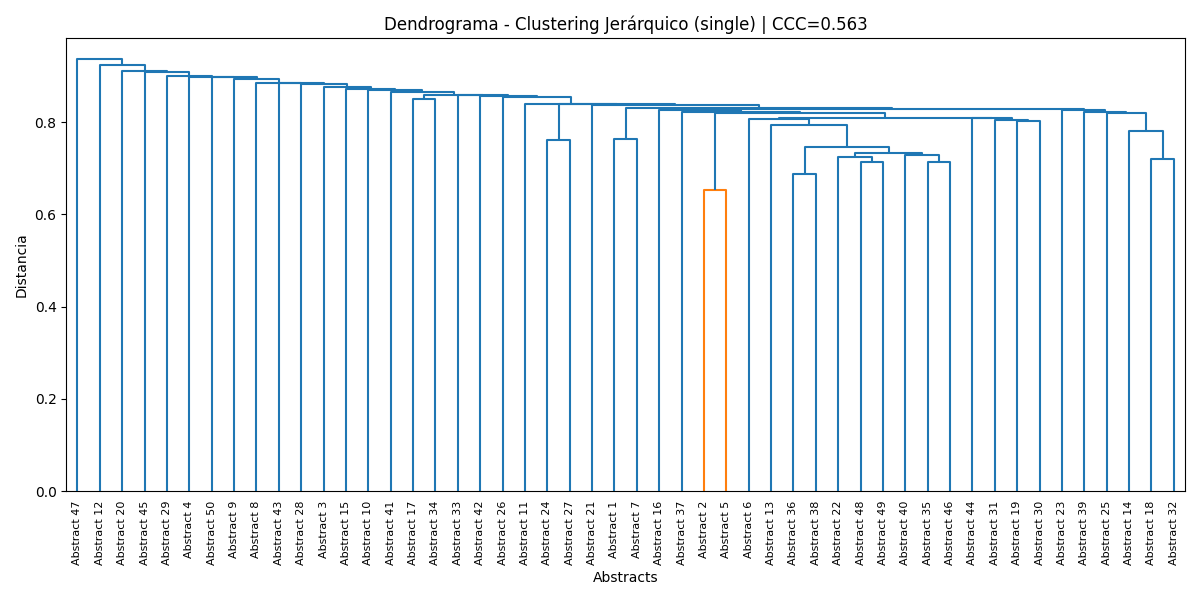 Dendrograma - Clustering Jerárquico (single) | CCC=0.563
Distancia
0.8
0.6
0.4
0.2
0.0
Abstract 47
Abstract 12
Abstract 20
Abstract 45
Abstract 29
Abstract 4
Abstract 50
Abstract 9
Abstract 8
Abstract 43
Abstract 28
Abstract 3
Abstract 15
Abstract 10
Abstract 41
Abstract 17
Abstract 34
Abstract 33
Abstract 42
Abstract 26
Abstract 11
Abstract 24
Abstract 27
Abstract 21
Abstract 1
Abstract 7
Abstract 16
Abstract 37
Abstract 2
Abstract 5
Abstract 6
Abstract 13
Abstract 36
Abstract 38
Abstract 22
Abstract 48
Abstract 49
Abstract 40
Abstract 35
Abstract 46
Abstract 44
Abstract 31
Abstract 19
Abstract 30
Abstract 23
Abstract 39
Abstract 25
Abstract 14
Abstract 18
Abstract 32
Abstracts